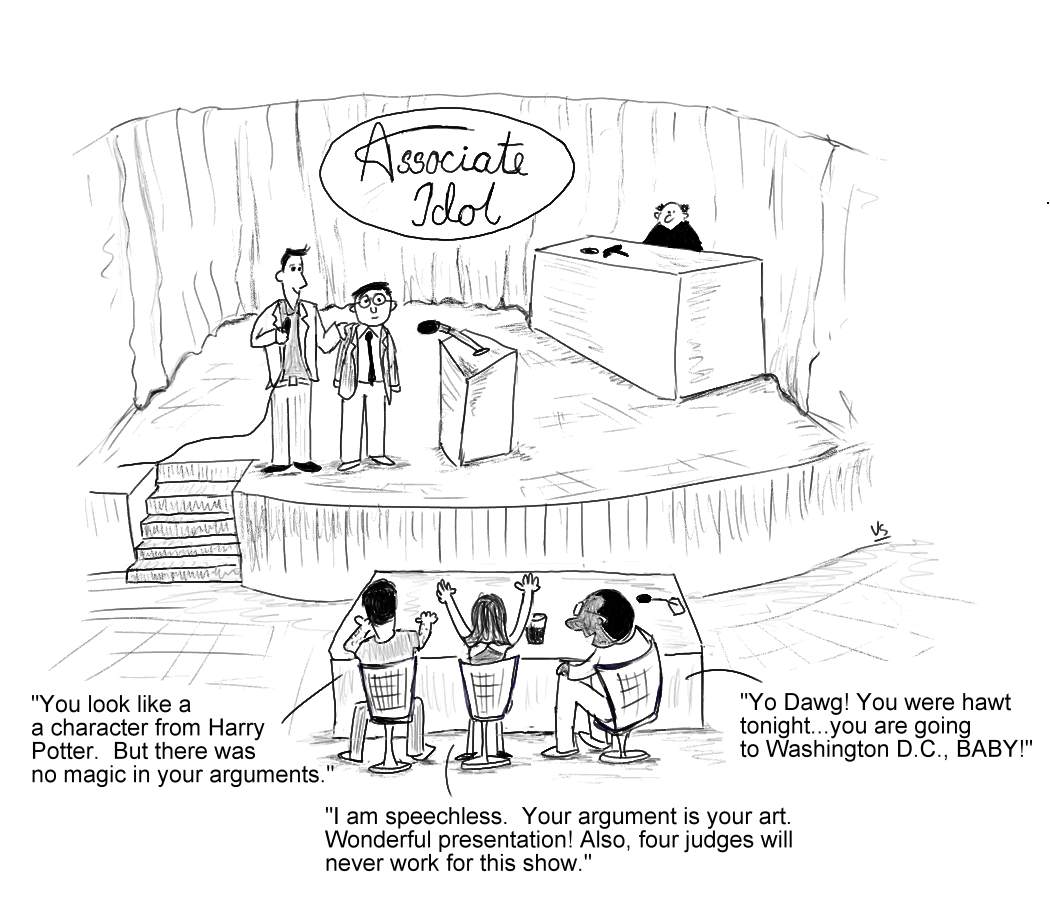 Associate
Idol
VS
"You look like a
a character from Harry
Potter.  But there was
no magic in your arguments."
"Yo Dawg! You were hawt
tonight...you are going
to Washington D.C., BABY!"
"I am speechless.  Your argument is your art.
Wonderful presentation! Also, four judges will
never work for this show."